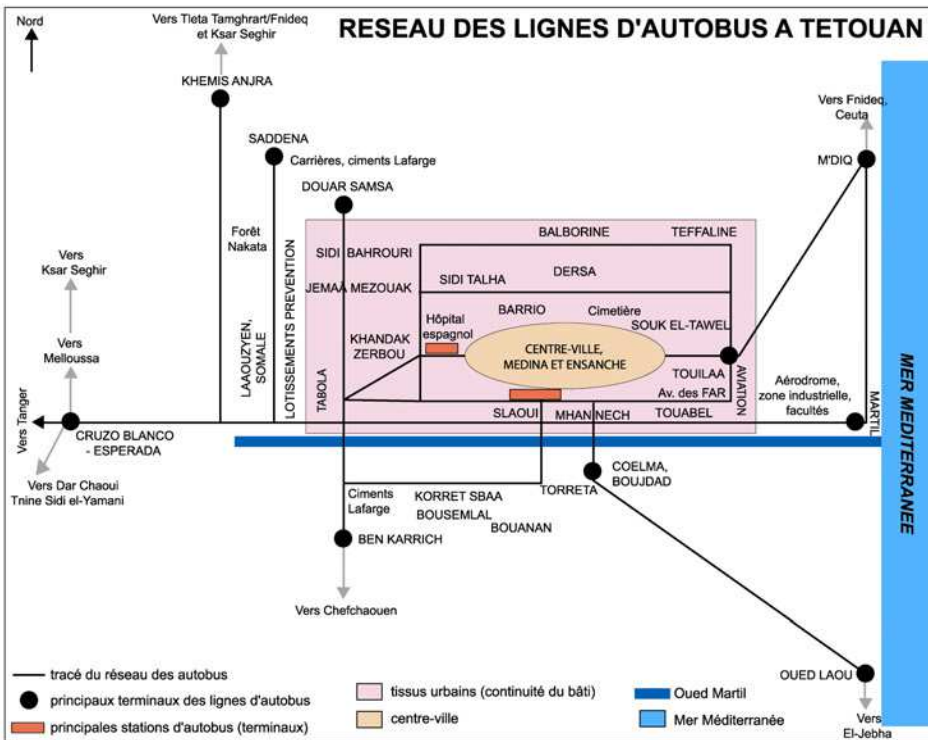 RESEAU DES LIGNES D'AUTOBUS A TETOUAN
Nord
Vers Tleta Tamghrart/Fnideq
et Ksar Seghir
KHEMIS ANJRA
SADDENA
Carrières, ciments Lafarge
DOUAR SAMSA
Vers Fnideq,
Ceuta
M'DIQ
Forêt
Nakata
LAAOUZYEN,
SOMALE
LOTISSEMENTS PREVENTION
TABOLA
SIDI BAHROURI
BALBORINE
TEFFALINE
JEMAÂ MEZOUAK
SIDI TALHA
DERSA
BARRIO
Cimetière
SOUK EL-TAWEL
Hôpital
espagnol
KHANDAK
ZERBOU
CENTRE-VILLE,
MEDINA ET ENSANCHE
TOUILAA
AVIATION
Av. des FAR
SLAOUI
MHANNECH
TOUABEL
Aérodrome,
zone industrielle,
facultés
MARTIL
MER MEDITERRANEE
Vers
Ksar Seghir
Vers
Melloussa
Vers Tanger
CRUZO BLANCO
- ESPERADA
Vers Dar Chaoui
Tnine Sidi el-Yamani
Ciments
Lafarge
KORRET SBAA
BOUSEMLAL
BOUANAN
TORRETA
COELMA,
BOUJDAD
BEN KARRICH
Vers Chefchaouen
OUED LAOU
Vers
El-Jebha
tracé du réseau des autobus
principaux terminaux des lignes d'autobus
principales stations d'autobus (terminaux)
tissus urbains (continuité du bâti)
centre-ville
Oued Martil
Mer Méditerranée